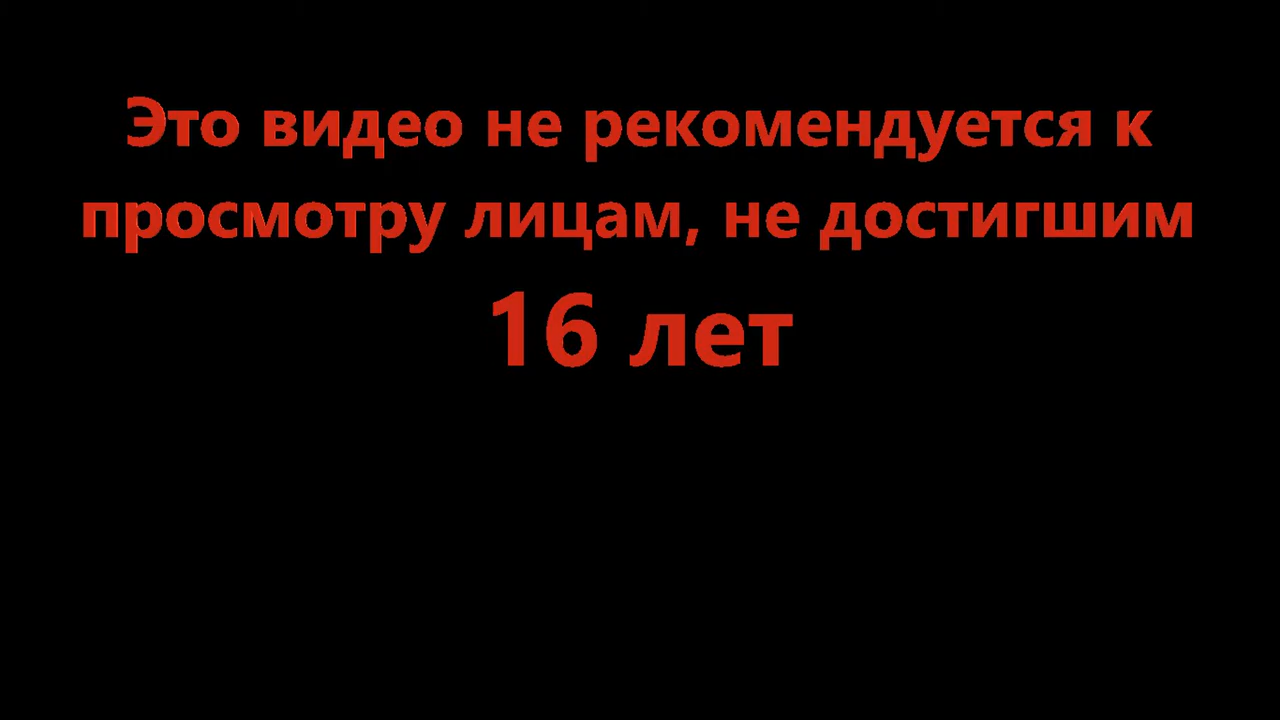 Это видео не рекомендуется к
просмотру лицам, не достигшим
16 лет